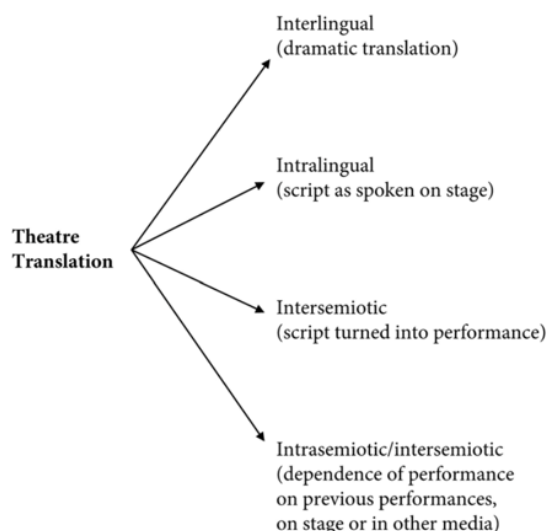 Interlingual
(dramatic translation)
Intralingual
(script as spoken on stage)
Theatre
Translation
Intersemiotic
(script turned into performance)
Intrasemiotic/intersemiotic
(dependence of performance
on previous performances,
on stage or in other media)